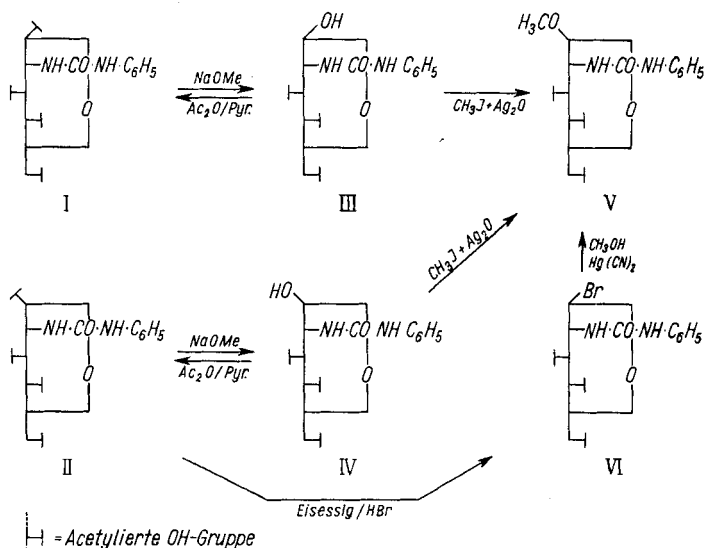 OH
H₃CO
-NH·CO·NH·C₆H₅
NaOMe
Ac₂O/Pyr.
-NH CO·NH C₆H₅
CH₃J+Ag₂O
-NH·CO·NH·C₆H₅
O
O
O
I
III
V
CH₃J+Ag₂O
CH₃OH
Hg(CN)₂
HO
Br
-NH·CO·NH·C₆H₅
NaOMe
Ac₂O/Pyr.
-NH·CO·NH C₆H₅
-NH·CO·NH·C₆H₅
O
O
O
II
IV
VI
Eisessig/HBr
= Acetylierte OH-Gruppe